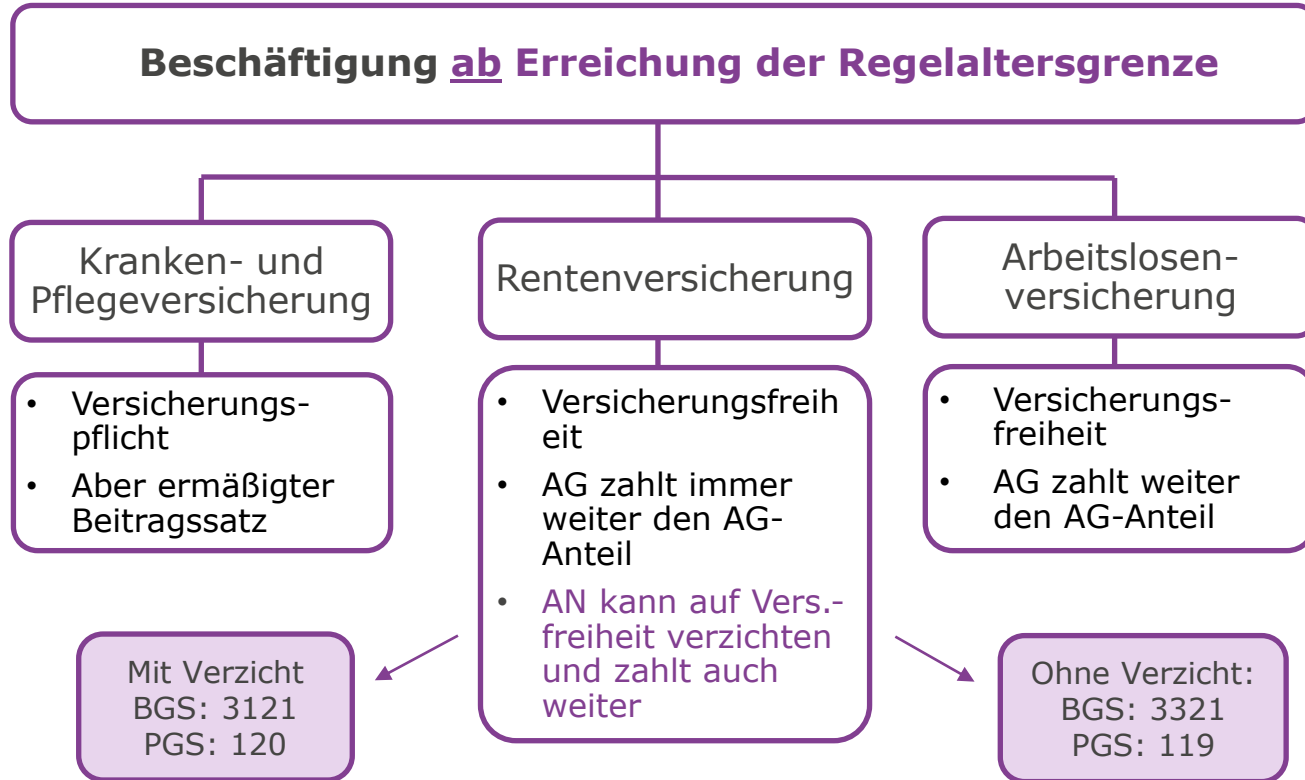 Beschäftigung ab Erreichung der Regelaltersgrenze
Kranken- und
Pflegeversicherung
• Versicherungs-
pflicht
• Aber ermäßigter
Beitragssatz
Rentenversicherung
• Versicherungsfreih
eit
• AG zahlt immer
weiter den AG-
Anteil
• AN kann auf Vers.-
freiheit verzichten
und zahlt auch
weiter
Arbeitslosen-
versicherung
• Versicherungs-
freiheit
• AG zahlt weiter
den AG-Anteil
Mit Verzicht
BGS: 3121
PGS: 120
Ohne Verzicht:
BGS: 3321
PGS: 119